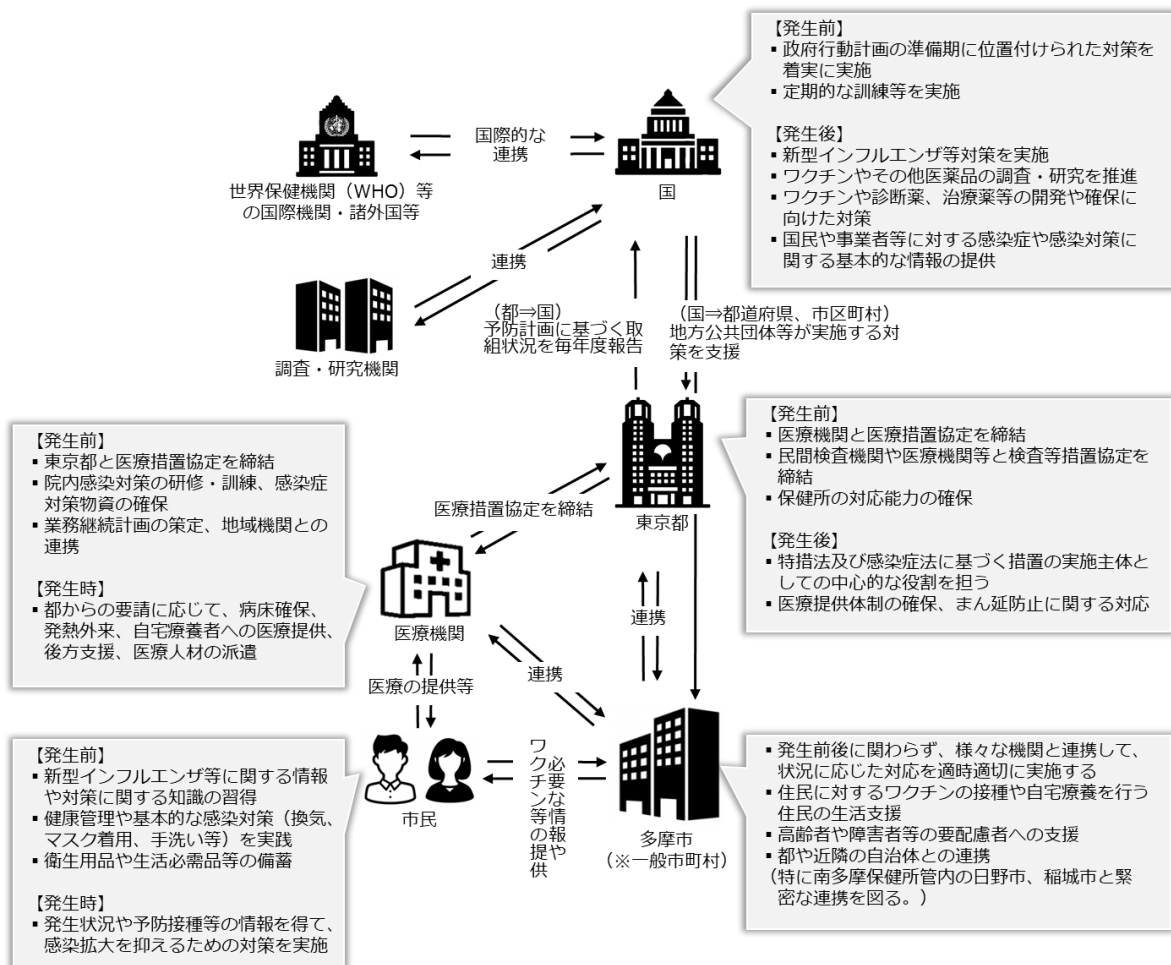 【発生前】
▪ 政府行動計画の準備期に位置付けられた対策を
着実に実施
▪ 定期的な訓練等を実施
【発生後】
▪ 新型インフルエンザ等対策を実施
▪ ワクチンやその他医薬品の調査・研究を推進
▪ ワクチンや診断薬、治療薬等の開発や確保に
向けた対策
▪ 国民や事業者等に対する感染症や感染対策に
関する基本的な情報の提供
国際的な
連携
世界保健機関（WHO）等
の国際機関・諸外国等
国
連携
調査・研究機関
（都⇒国）
予防計画に基づく取
組状況を毎年度報告
（国⇒都道府県、市区町村）
地方公共団体等が実施する対
策を支援
【発生前】
▪ 東京都と医療措置協定を締結
▪ 院内感染対策の研修・訓練、感染症
対策物資の確保
▪ 業務継続計画の策定、地域機関との
連携
【発生時】
▪ 都からの要請に応じて、病床確保、
発熱外来、自宅療養者への医療提供、
後方支援、医療人材の派遣
医療措置協定を締結
東京都
【発生前】
▪ 医療機関と医療措置協定を締結
▪ 民間検査機関や医療機関等と検査等措置協定を
締結
▪ 保健所の対応能力の確保
【発生後】
▪ 特措法及び感染症法に基づく措置の実施主体と
しての中心的な役割を担う
▪ 医療提供体制の確保、まん延防止に関する対応
医療機関
連携
連携
医療の提供等
【発生前】
▪ 新型インフルエンザ等に関する情報
や対策に関する知識の習得
▪ 健康管理や基本的な感染対策（換気、
マスク着用、手洗い等）を実践
▪ 衛生用品や生活必需品等の備蓄
【発生時】
▪ 発生状況や予防接種等の情報を得て、
感染拡大を抑えるための対策を実施
市民
必要な情報や
ワクチン等の提供
多摩市
（※一般市町村）
▪ 発生前後に関わらず、様々な機関と連携して、
状況に応じた対応を適時適切に実施する
▪ 住民に対するワクチンの接種や自宅療養を行う
住民の生活支援
▪ 高齢者や障害者等の要配慮者への支援
▪ 都や近隣の自治体との連携
(特に南多摩保健所管内の日野市、稲城市と緊
密な連携を図る。)